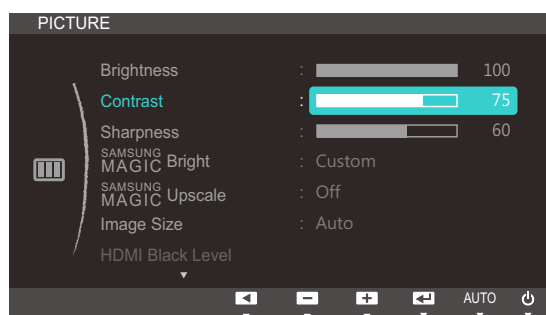 PICTURE
Brightness : 100
Contrast : 75
Sharpness : 60
SAMSUNG MAGIC Bright : Custom
SAMSUNG MAGIC Upscale : Off
Image Size : Auto
HDMI Black Level
AUTO